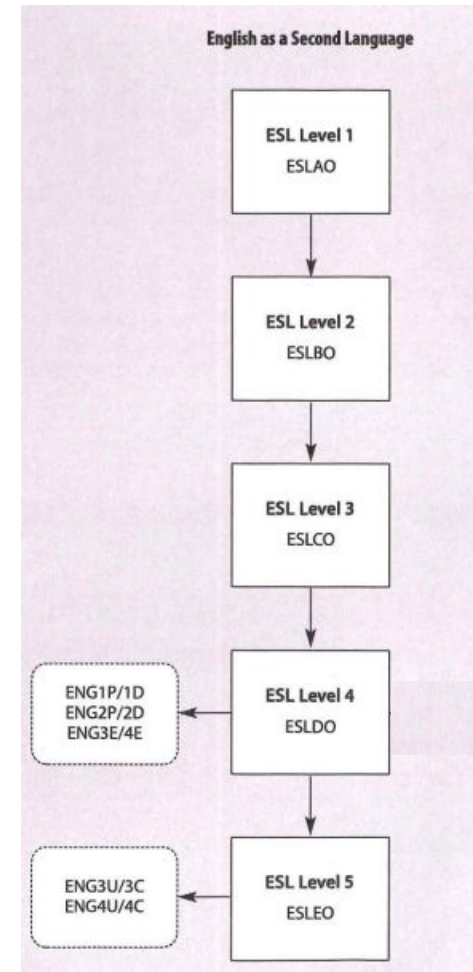 English as a Second Language
ESL Level 1
ESLAO
ESL Level 2
ESLBO
ESL Level 3
ESLCO
ENG1P/1D
ENG2P/2D
ENG3E/4E
ESL Level 4
ESLDO
ENG3U/3C
ENG4U/4C
ESL Level 5
ESLEO